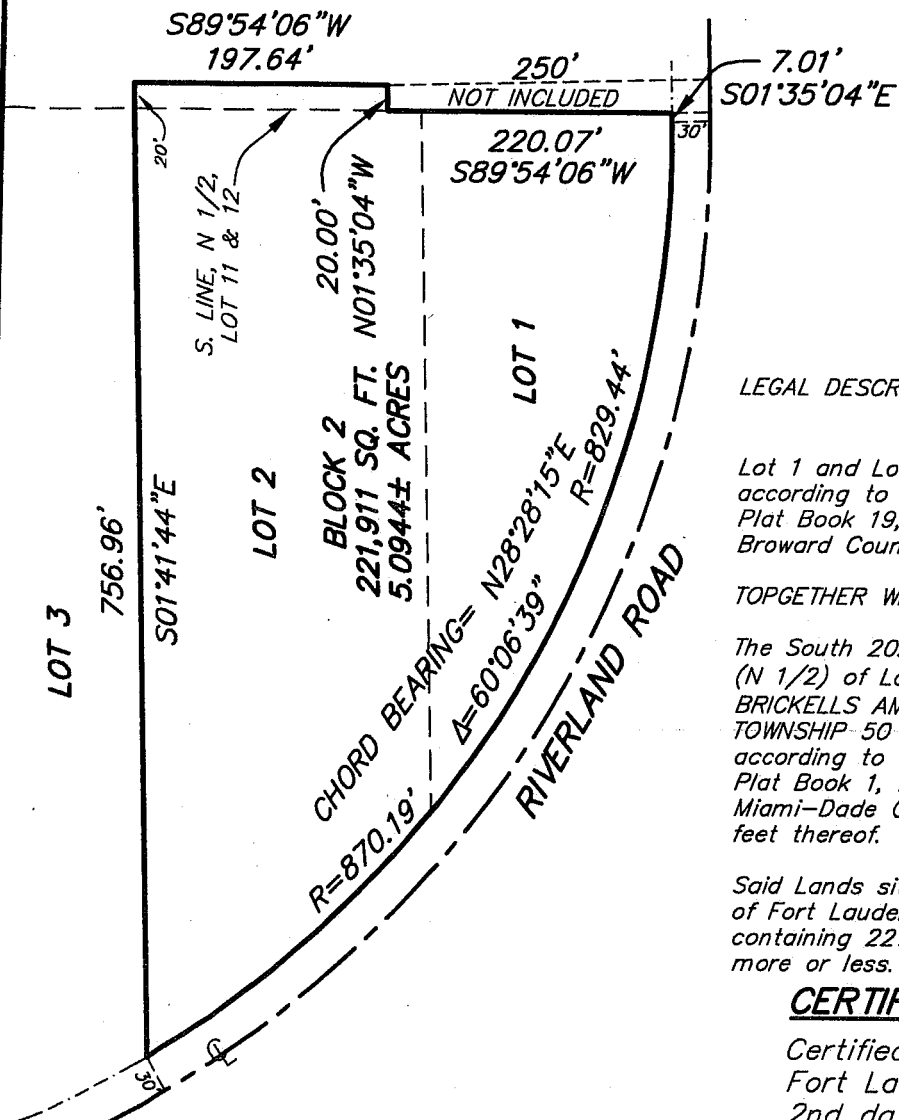 S89°54'06"W
197.64'
250'
NOT INCLUDED
7.01'
S01°35'04"E
30'
220.07'
S89°54'06"W
20'
S. LINE, N 1/2,
LOT 11 & 12
20.00'
N01°35'04"W
LOT 1
LOT 2
BLOCK 2
221,911 SQ. FT.
5.0944± ACRES
LOT 3
756.96'
S01°41'44"E
CHORD BEARING= N28°28'15"E
R=829.44'
Δ=60°06'39"
R=870.19'
RIVERLAND ROAD
30'
LEGAL DESCR
Lot 1 and Lo
according to
Plat Book 19,
Broward Coun
TOPGETHER W
The South 20
(N 1/2) of Lo
BRICKELLS AM
TOWNSHIP 50
according to
Plat Book 1,
Miami-Dade
feet thereof.
Said Lands si
of Fort Laude
containing 22
more or less.
CERTIF
Certified
Fort La
2nd da